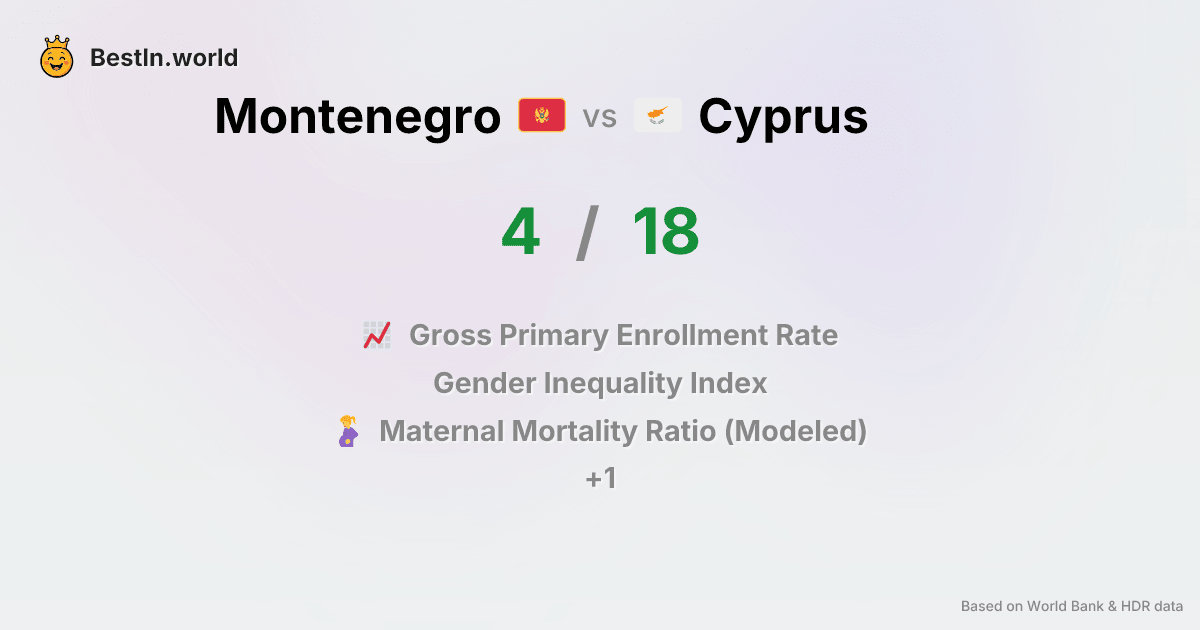 BestIn.world
Montenegro vs Cyprus
4 / 18
Gross Primary Enrollment Rate
Gender Inequality Index
Maternal Mortality Ratio (Modeled)
+1
Based on World Bank & HDR data